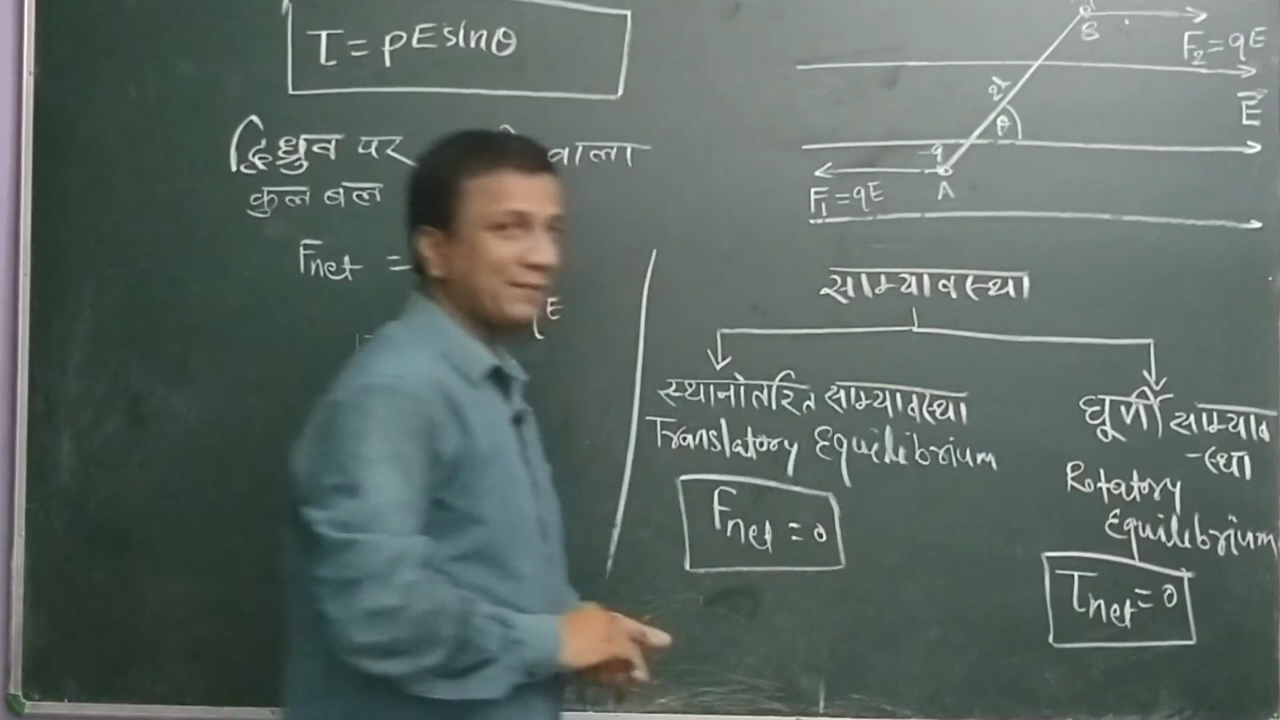 τ = pE sinθ
द्विध्रुव पर वाला
कुल बल
Fnet =
qE
B
F₂ = qE
E
θ
-q
A
F₁ = qE
साम्यावस्था
स्थानांतरित साम्यावस्था
Translatory Equilibrium
Fnet = 0
घूर्णी साम्याव
-स्था
Rotatory
Equilibrium
τnet = 0